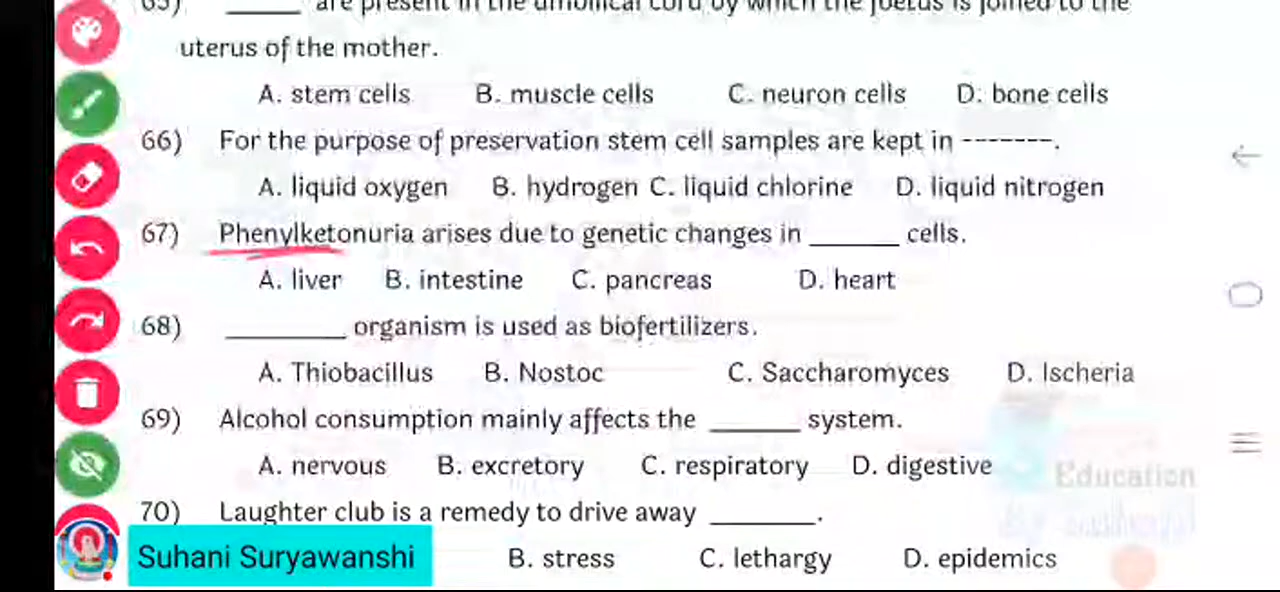 65) _____ are present in the umbilical cord by which the foetus is joined to the
uterus of the mother.
A. stem cells B. muscle cells C. neuron cells D. bone cells
66) For the purpose of preservation stem cell samples are kept in -------.
A. liquid oxygen B. hydrogen C. liquid chlorine D. liquid nitrogen
67) Phenylketonuria arises due to genetic changes in ______ cells.
A. liver B. intestine C. pancreas D. heart
68) ________ organism is used as biofertilizers.
A. Thiobacillus B. Nostoc C. Saccharomyces D. Ischeria
69) Alcohol consumption mainly affects the ______ system.
A. nervous B. excretory C. respiratory D. digestive
Education
70) Laughter club is a remedy to drive away _______.
Suhani Suryawanshi B. stress C. lethargy D. epidemics